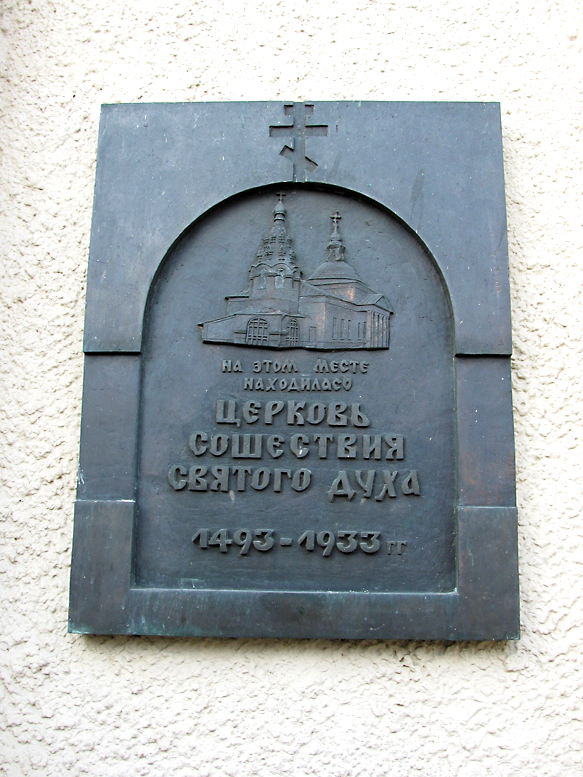 НА ЭТОМ МЕСТЕ
НАХОДИЛАСЬ
ЦЕРКОВЬ
СОШЕСТВИЯ
СВЯТОГО ДУХА
1493-1933 гг